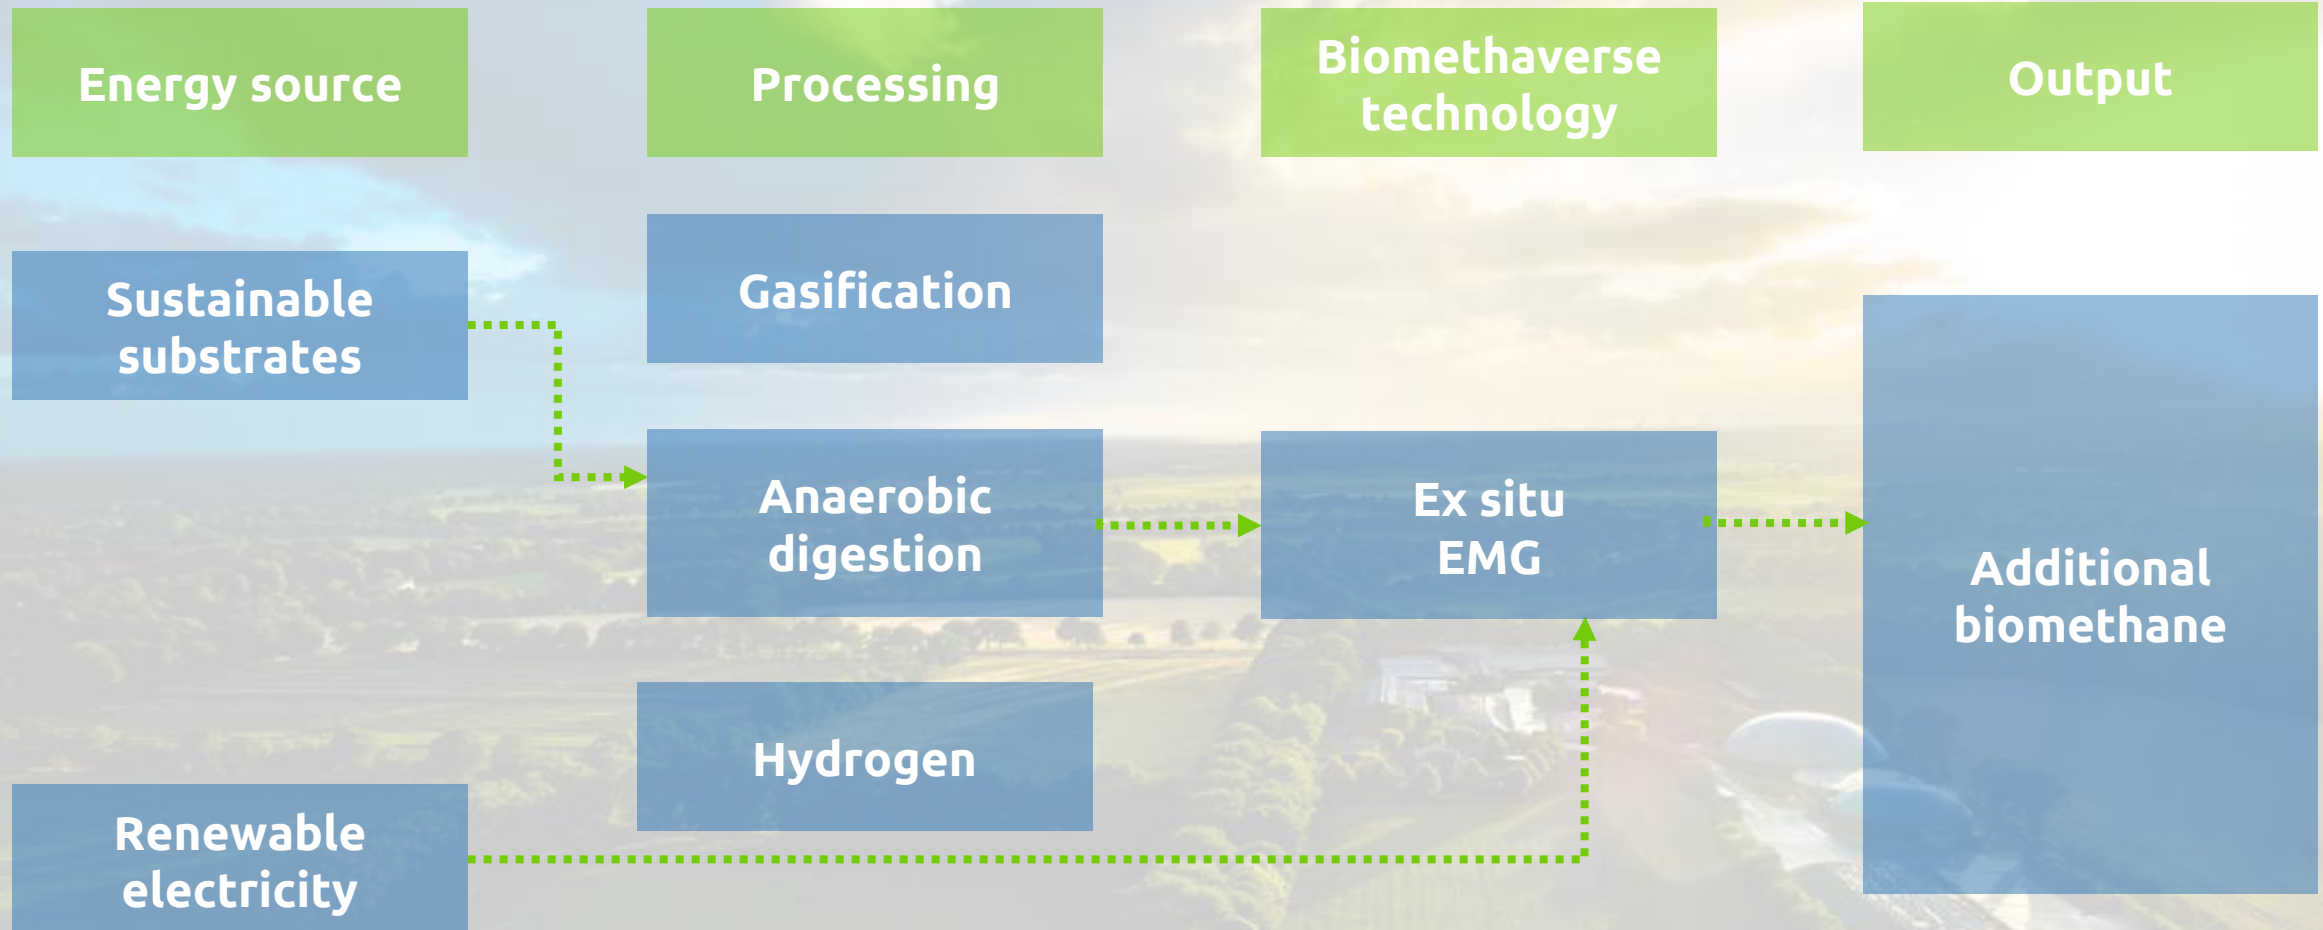 Energy source
Processing
Biomethaverse
technology
Output
Sustainable
substrates
Gasification
Anaerobic
digestion
Ex situ
EMG
Additional
biomethane
Hydrogen
Renewable
electricity